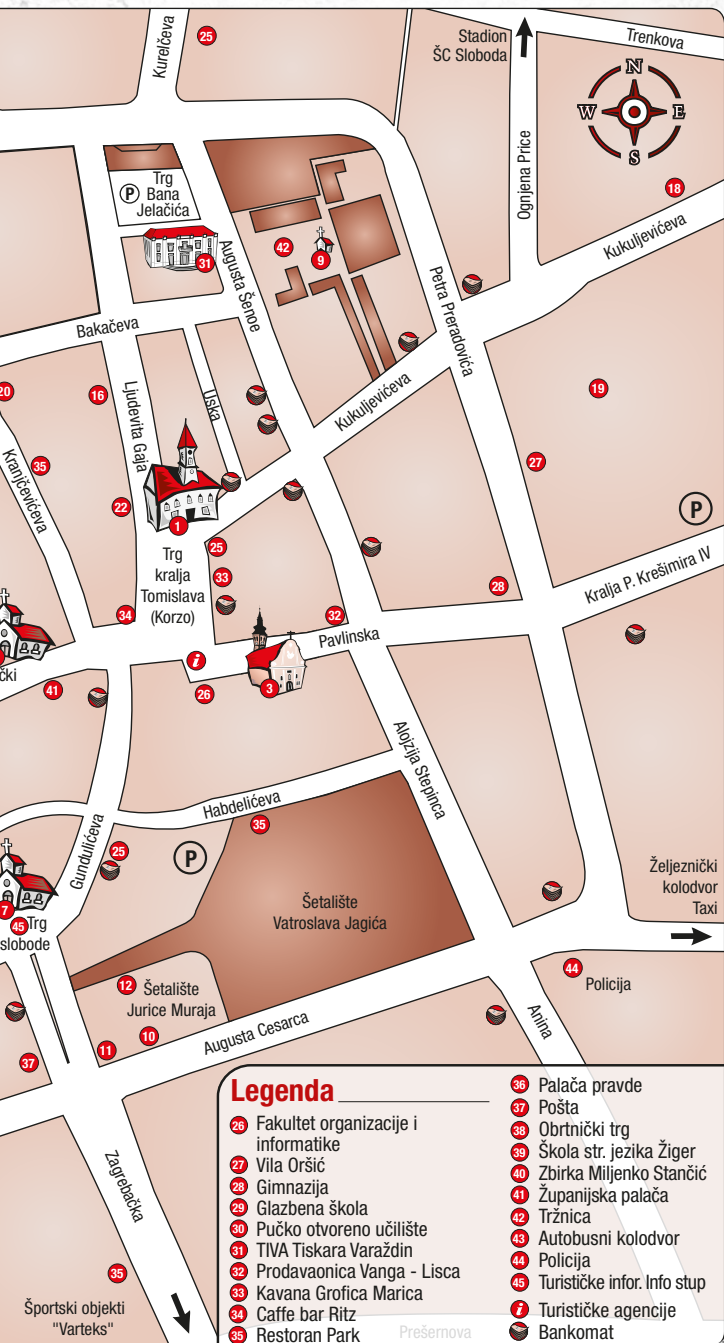 Kurelčeva
25
Stadion
ŠC Sloboda
Trenkova
N
W
E
S
Ognjena Price
18
Kukuljevićeva
P
Trg
Bana
Jelačića
31
42
9
Augusta Šenoe
Petra Preradovića
Bakačeva
20
16
Ljudevita Gaja
Uska
Kukuljevićeva
19
27
35
Kranjčevićeva
22
1
P
Trg
kralja
Tomislava
(Korzo)
25
33
28
Kralja P. Krešimira IV
34
32
Pavlinska
čki
41
i
26
3
Alojzija Stepinca
Habdelićeva
35
Gundulićeva
25
P
Željeznički
kolodvor
Taxi
7
45
Trg
slobode
Šetalište
Vatroslava Jagića
44
Policija
12
Šetalište
Jurice Muraja
10
11
37
Augusta Cesarca
Anina
Zagrebačka
35
Športski objekti
"Varteks"
Legenda
26 Fakultet organizacije i
informatike
27 Vila Oršić
28 Gimnazija
29 Glazbena škola
30 Pučko otvoreno učilište
31 TIVA Tiskara Varaždin
32 Prodavaonica Vanga - Lisca
33 Kavana Grofica Marica
34 Caffe bar Ritz
35 Restoran Park
36 Palača pravde
37 Pošta
38 Obrtnički trg
39 Škola str. jezika Žiger
40 Zbirka Miljenko Stančić
41 Županijska palača
42 Tržnica
43 Autobusni kolodvor
44 Policija
45 Turističke infor. Info stup
i Turističke agencije
Bankomat
Prešernova